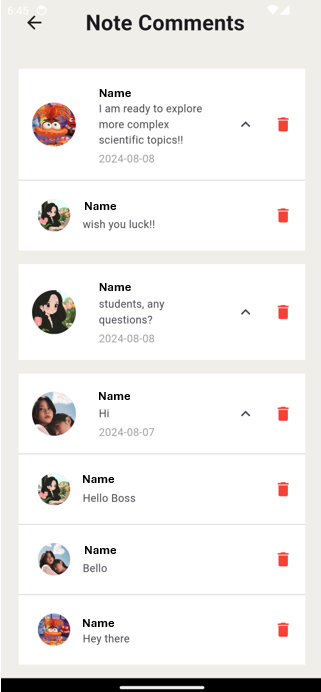 6:45
Note Comments
Name
I am ready to explore
more complex
scientific topics!!
2024-08-08
Name
wish you luck!!
Name
students, any
questions?
2024-08-08
Name
Hi
2024-08-07
Name
Hello Boss
Name
Bello
Name
Hey there